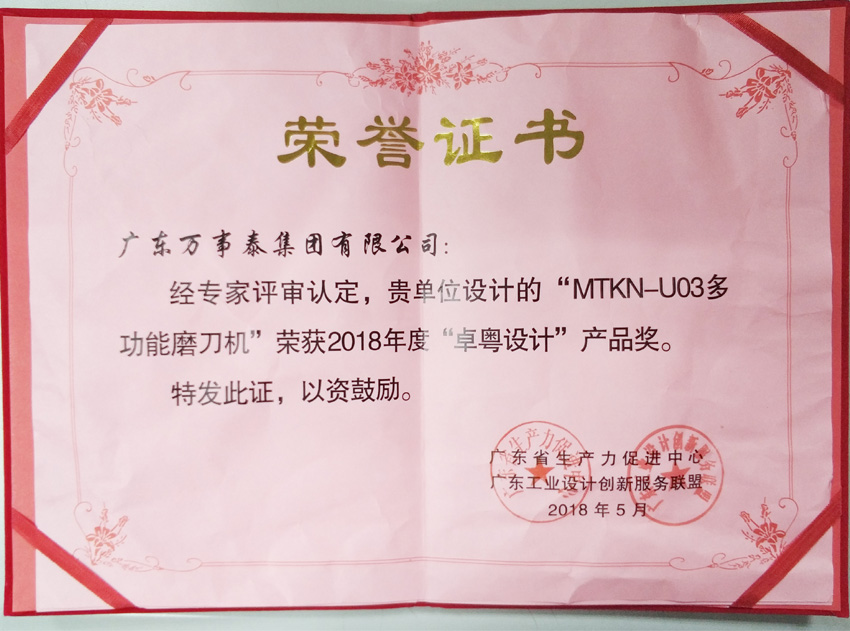 荣誉证书
广东万事泰集团有限公司:
经专家评审认定，贵单位设计的“MTKN-U03多
功能磨刀机”荣获2018年度“卓粤设计”产品奖。
特发此证，以资鼓励。
广东省生产力促进中心
广东工业设计创新服务联盟
2018年5月